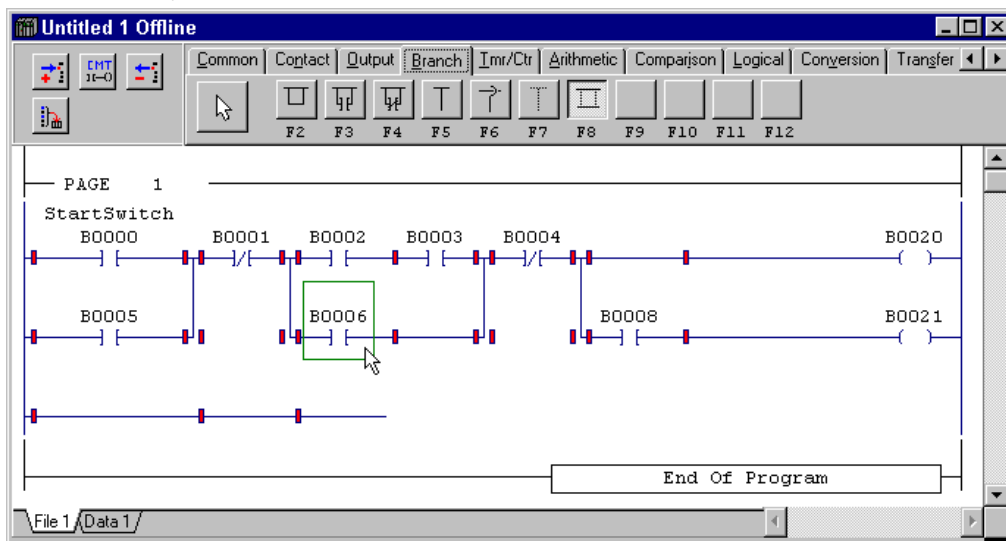 Untitled 1 Offline
CMT
Common Contact Output Branch Tmr/Ctr Arithmetic Comparison Logical Conversion Transfer
F2 F3 F4 F5 F6 F7 F8 F9 F10 F11 F12
PAGE 1
StartSwitch
B0000 B0001 B0002 B0003 B0004 B0020
B0005 B0006 B0008 B0021
End Of Program
File 1 Data 1